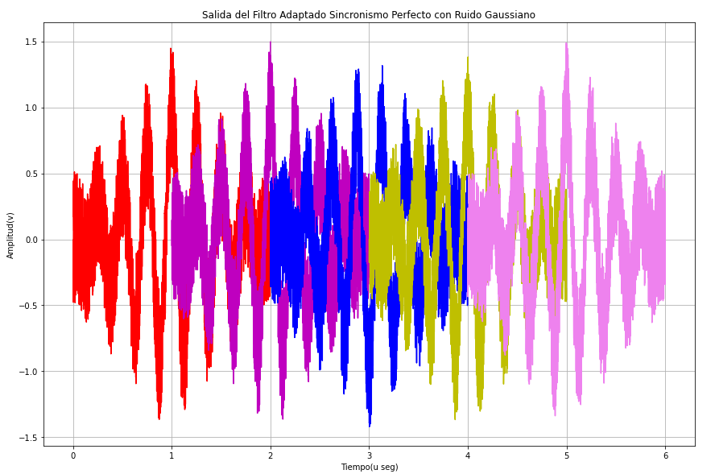 Salida del Filtro Adaptado Sincronismo Perfecto con Ruido Gaussiano
1.5
1.0
0.5
0.0
−0.5
−1.0
−1.5
Amplitud(v)
0 1 2 3 4 5 6
Tiempo(u seg)